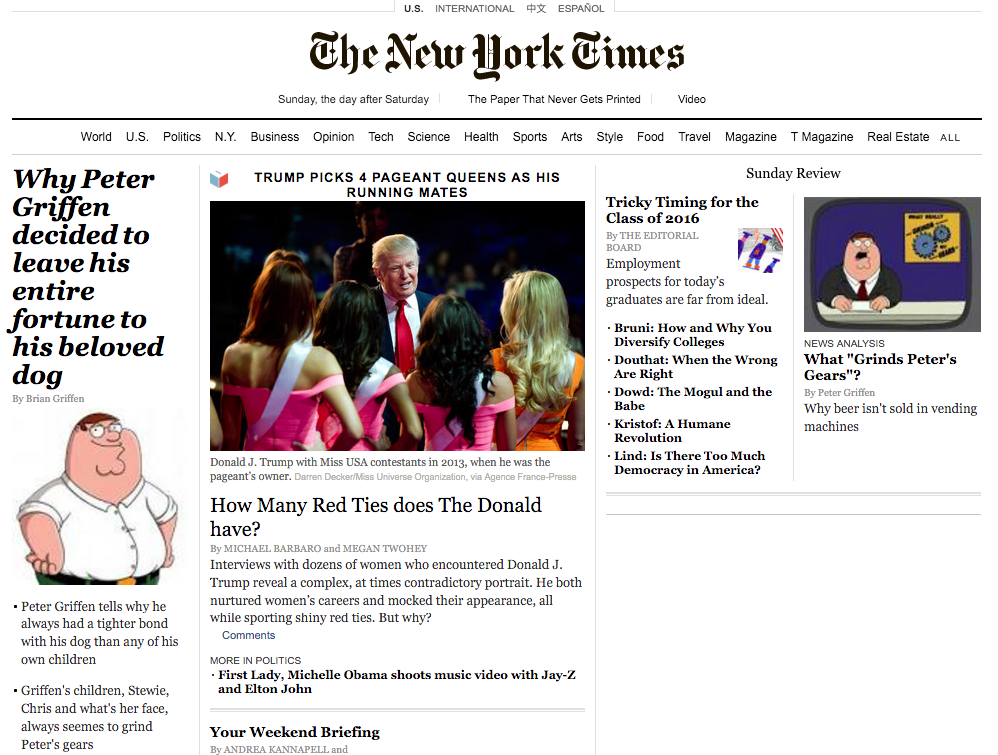 U.S. INTERNATIONAL 中文 ESPAÑOL
The New York Times
Sunday, the day after Saturday
The Paper That Never Gets Printed
Video
World U.S. Politics N.Y. Business Opinion Tech Science Health Sports Arts Style Food Travel Magazine T Magazine Real Estate ALL
Why Peter
Griffen
decided to
leave his
entire
fortune to
his beloved
dog
By Brian Griffen
• Peter Griffen tells why he
always had a tighter bond
with his dog than any of his
own children
• Griffen's children, Stewie,
Chris and what's her face,
always seems to grind
Peter's gears
TRUMP PICKS 4 PAGEANT QUEENS AS HIS
RUNNING MATES
Donald J. Trump with Miss USA contestants in 2013, when he was the
pageant's owner. Darren Decker/Miss Universe Organization, via Agence France-Presse
How Many Red Ties does The Donald
have?
By MICHAEL BARBARO and MEGAN TWOHEY
Interviews with dozens of women who encountered Donald J.
Trump reveal a complex, at times contradictory portrait. He both
nurtured women's careers and mocked their appearance, all
while sporting shiny red ties. But why?
Comments
MORE IN POLITICS
· First Lady, Michelle Obama shoots music video with Jay-Z
and Elton John
Your Weekend Briefing
By ANDREA KANNAPELL and
Sunday Review
Tricky Timing for the
Class of 2016
By THE EDITORIAL
BOARD
Employment
prospects for today's
graduates are far from ideal.
· Bruni: How and Why You
Diversify Colleges
· Douthat: When the Wrong
Are Right
· Dowd: The Mogul and the
Babe
· Kristof: A Humane
Revolution
· Lind: Is There Too Much
Democracy in America?
WHAT REALLY
GRINDS
MY GEARS
NEWS ANALYSIS
What "Grinds Peter's
Gears"?
By Peter Griffen
Why beer isn't sold in vending
machines